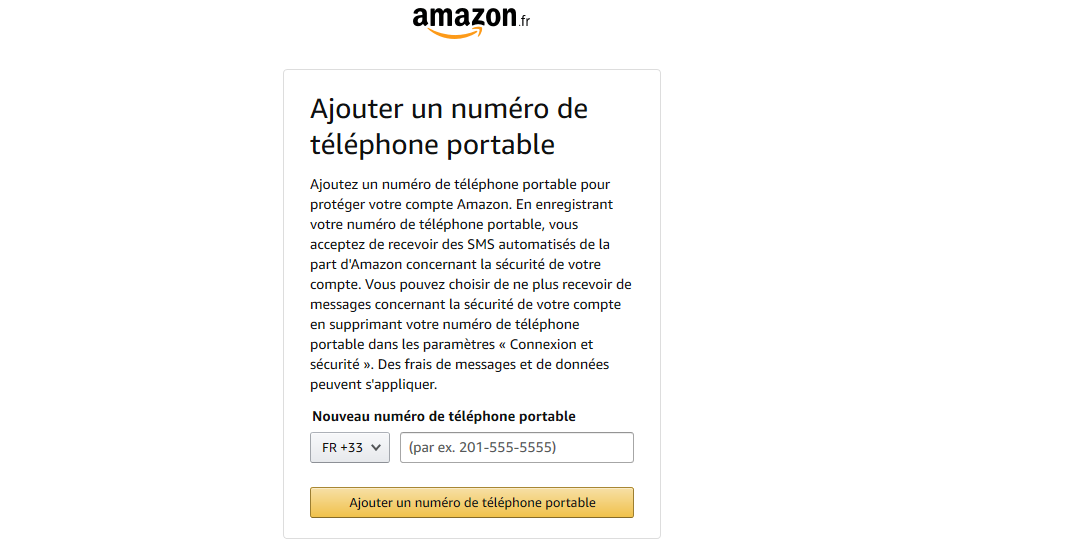 amazon.fr
Ajouter un numéro de
téléphone portable
Ajoutez un numéro de téléphone portable pour
protéger votre compte Amazon. En enregistrant
votre numéro de téléphone portable, vous
acceptez de recevoir des SMS automatisés de la
part d'Amazon concernant la sécurité de votre
compte. Vous pouvez choisir de ne plus recevoir de
messages concernant la sécurité de votre compte
en supprimant votre numéro de téléphone
portable dans les paramètres « Connexion et
sécurité ». Des frais de messages et de données
peuvent s'appliquer.
Nouveau numéro de téléphone portable
FR +33 (par ex. 201-555-5555)
Ajouter un numéro de téléphone portable